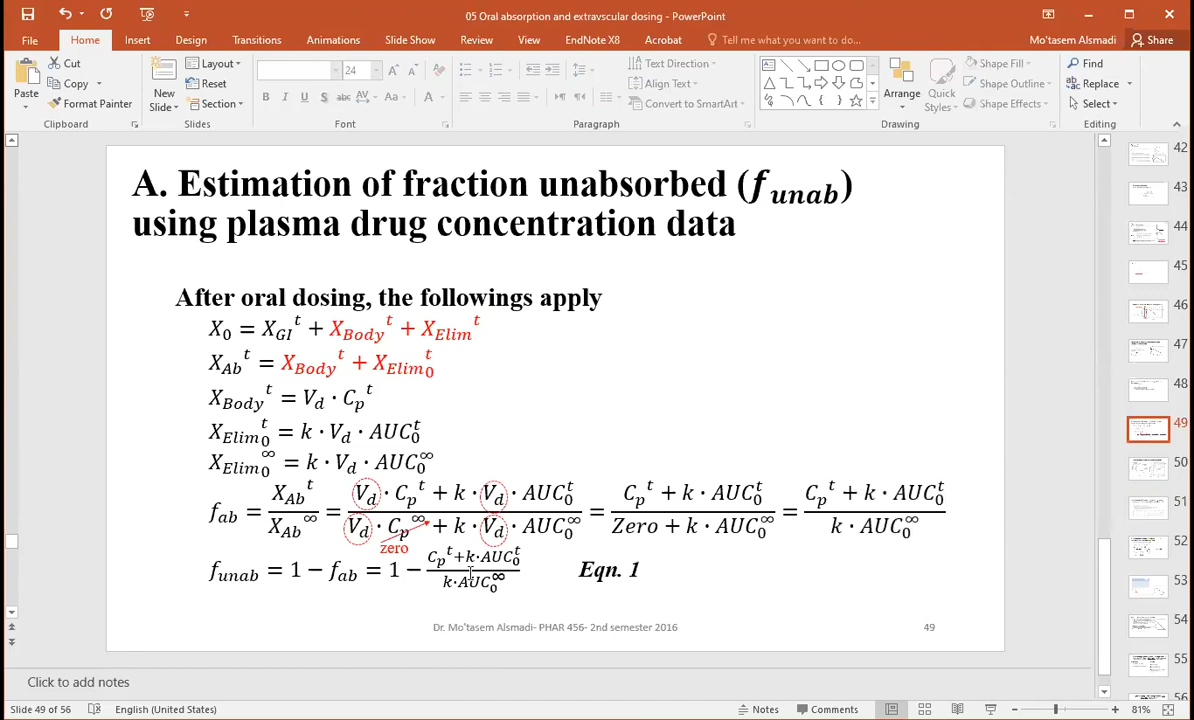 05 Oral absorption and extravscular dosing - PowerPoint
File Home Insert Design Transitions Animations Slide Show Review View EndNote X8 Acrobat Tell me what you want to do... Mo'tasem Alsmadi Share
Paste Cut Copy Format Painter
Clipboard
New Slide Layout Reset Section
Slides
24
B I U S abc AV Aa A
Font
Text Direction Align Text Convert to SmartArt
Paragraph
Arrange Quick Styles Shape Fill Shape Outline Shape Effects
Drawing
Find Replace Select
Editing
A. Estimation of fraction unabsorbed (f_unab)
using plasma drug concentration data
After oral dosing, the followings apply
X_0 = X_GI^t + X_Body^t + X_Elim^t
X_Ab^t = X_Body^t + X_Elim_0^t
X_Body^t = V_d · C_p^t
X_Elim_0^t = k · V_d · AUC_0^t
X_Elim_0^∞ = k · V_d · AUC_0^∞
f_ab = X_Ab^t / X_Ab^∞ = (V_d · C_p^t + k · V_d · AUC_0^t) / (V_d · C_p^∞ + k · V_d · AUC_0^∞) = (C_p^t + k · AUC_0^t) / (Zero + k · AUC_0^∞) = (C_p^t + k · AUC_0^t) / (k · AUC_0^∞)
zero
f_unab = 1 − f_ab = 1 − (C_p^t+k·AUC_0^t) / (k·AUC_0^∞) Eqn. 1
Dr. Mo'tasem Alsmadi- PHAR 456- 2nd semester 2016 49
42
43
44
45
46
47
48
49
50
51
52
53
54
55
56
Click to add notes
Slide 49 of 56 English (United States) Notes Comments 81%